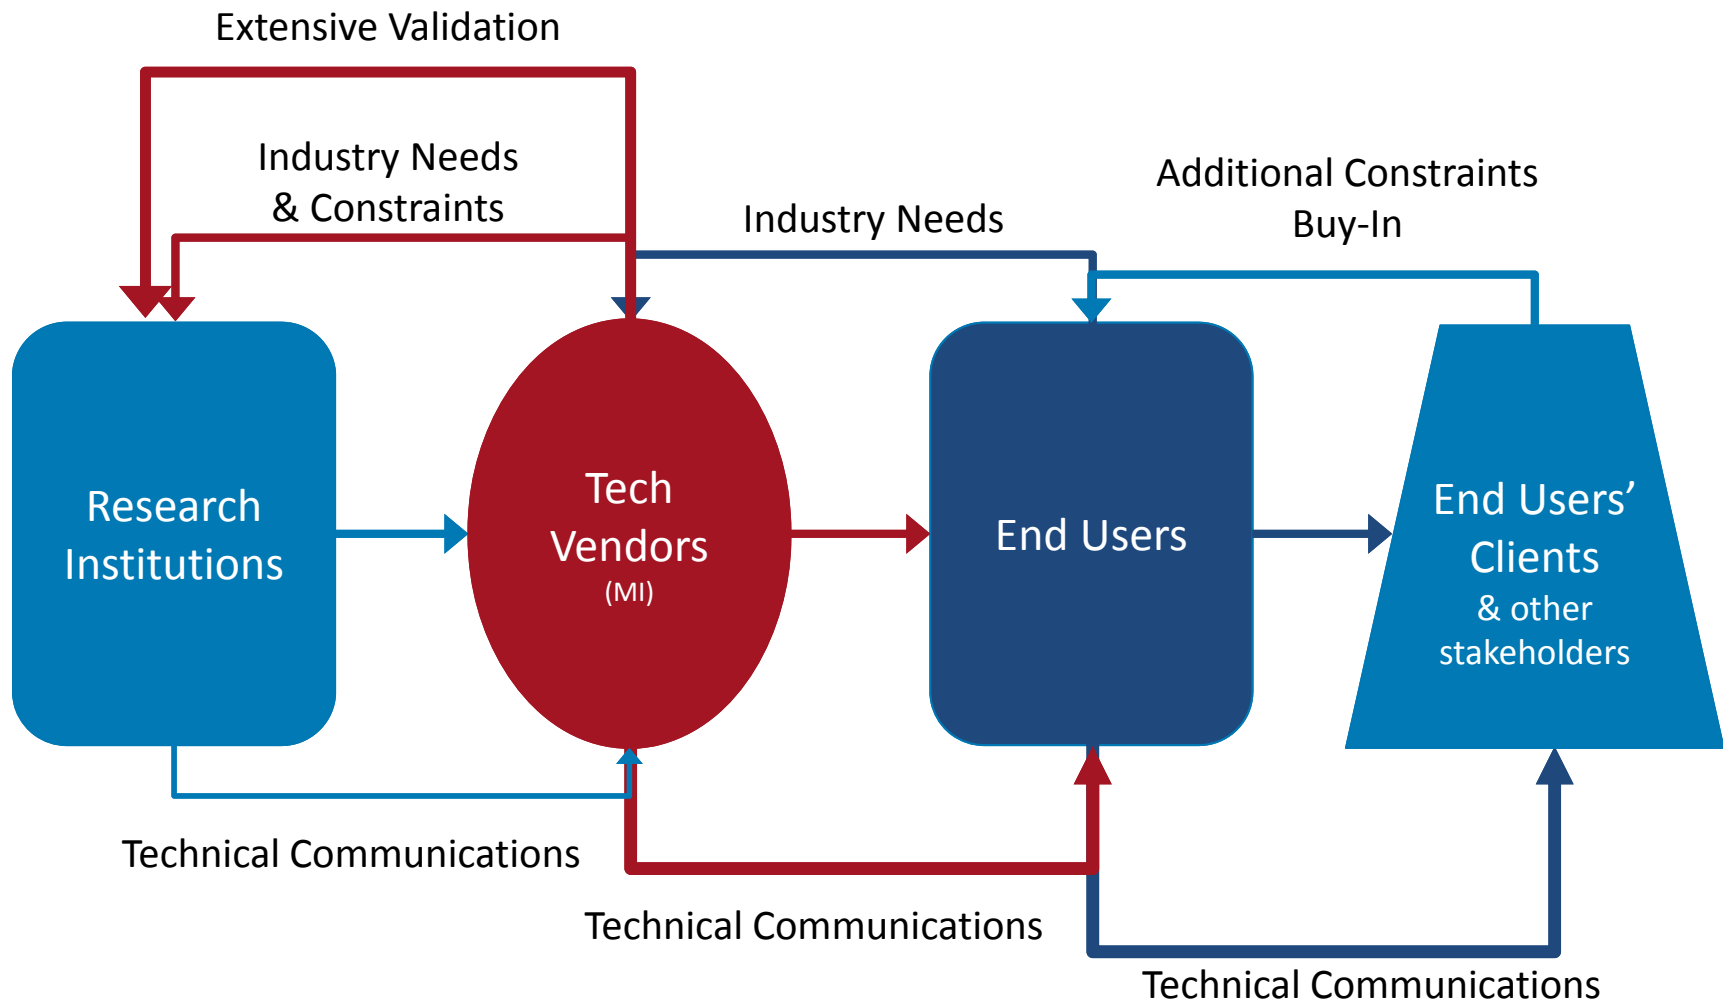 Extensive Validation
Industry Needs
& Constraints
Industry Needs
Additional Constraints
Buy-In
Research
Institutions
Tech
Vendors
(MI)
End Users
End Users’
Clients
& other
stakeholders
Technical Communications
Technical Communications
Technical Communications